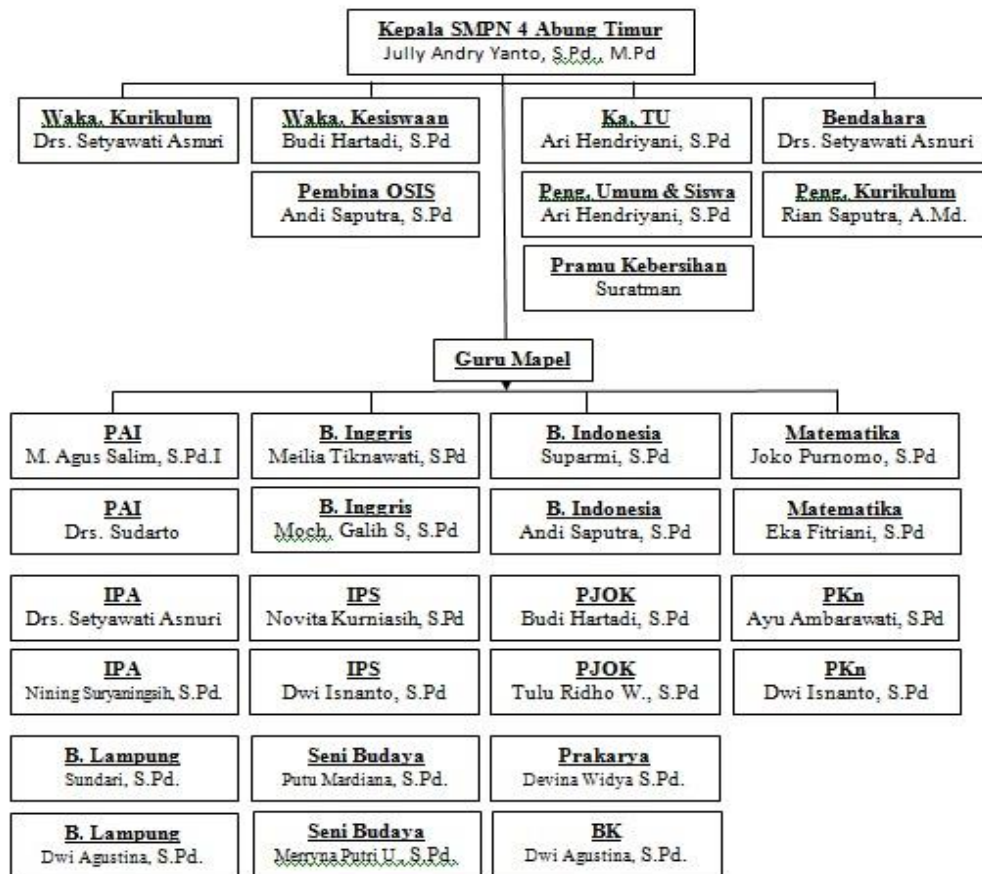 Kepala SMPN 4 Abung Timur
Jully Andry Yanto, S.Pd., M.Pd
Waka. Kurikulum
Drs. Setyawati Asnuri
Waka. Kesiswaan
Budi Hartadi, S.Pd
Ka. TU
Ari Hendriyani, S.Pd
Bendahara
Drs. Setyawati Asnuri
Pembina OSIS
Andi Saputra, S.Pd
Peng. Umum & Siswa
Ari Hendriyani, S.Pd
Peng. Kurikulum
Rian Saputra, A.Md.
Pramu Kebersihan
Suratman
Guru Mapel
PAI
M. Agus Salim, S.Pd.I
B. Inggris
Meilia Tiknawati, S.Pd
B. Indonesia
Suparmi, S.Pd
Matematika
Joko Purnomo, S.Pd
PAI
Drs. Sudarto
B. Inggris
Moch. Galih S, S.Pd
B. Indonesia
Andi Saputra, S.Pd
Matematika
Eka Fitriani, S.Pd
IPA
Drs. Setyawati Asnuri
IPS
Novita Kurniasih, S.Pd
PJOK
Budi Hartadi, S.Pd
PKn
Ayu Ambarawati, S.Pd
IPA
Nining Suryaningsih, S.Pd.
IPS
Dwi Isnanto, S.Pd
PJOK
Tulu Ridho W., S.Pd
PKn
Dwi Isnanto, S.Pd
B. Lampung
Sundari, S.Pd.
Seni Budaya
Putu Mardiana, S.Pd.
Prakarya
Devina Widya S.Pd.
B. Lampung
Dwi Agustina, S.Pd.
Seni Budaya
Merryna Putri U., S.Pd.
BK
Dwi Agustina, S.Pd.